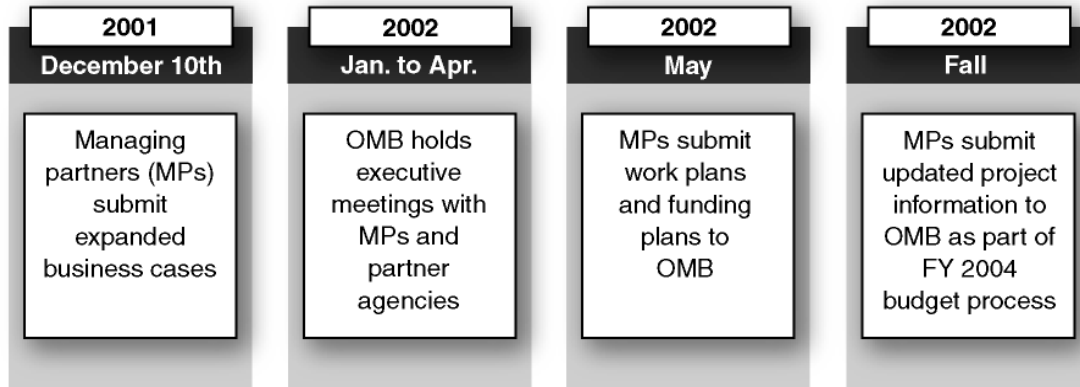 2001
December 10th
Managing
partners (MPs)
submit
expanded
business cases
2002
Jan. to Apr.
OMB holds
executive
meetings with
MPs and
partner
agencies
2002
May
MPs submit
work plans
and funding
plans to
OMB
2002
Fall
MPs submit
updated project
information to
OMB as part of
FY 2004
budget process